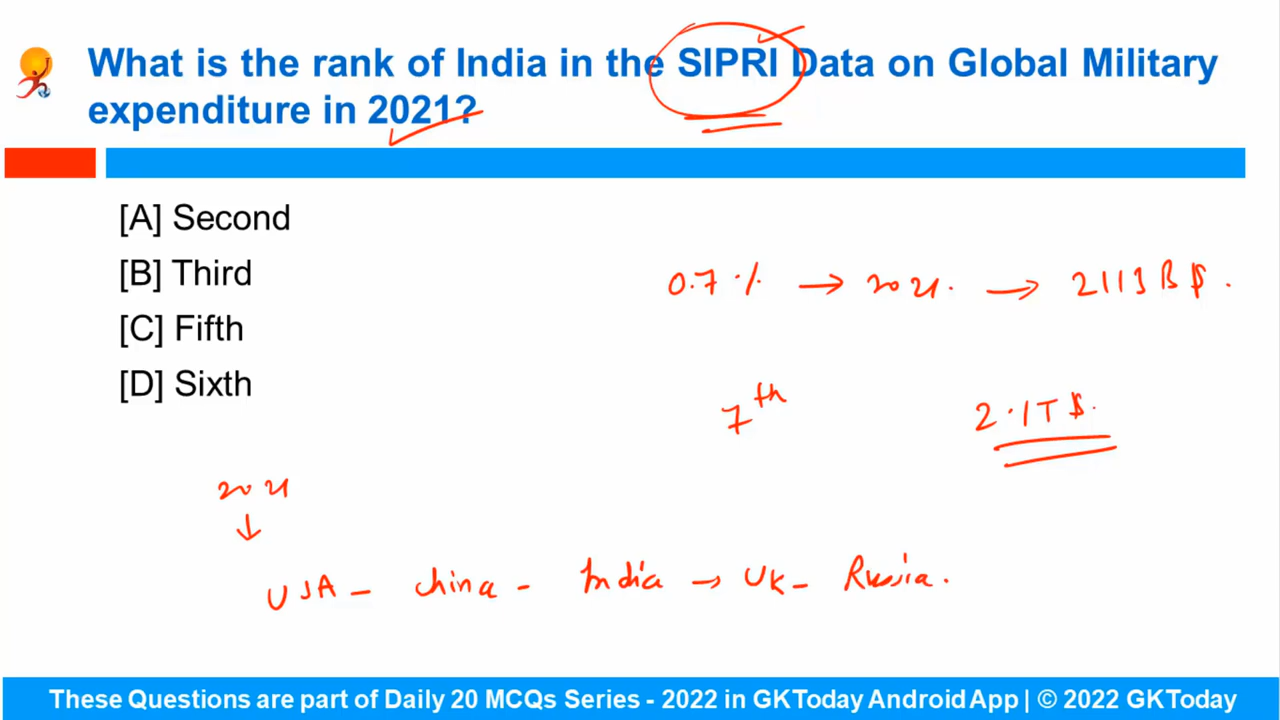 What is the rank of India in the SIPRI Data on Global Military
expenditure in 2021?
[A] Second
[B] Third
[C] Fifth
[D] Sixth
0.7 % → 2021. → 2113 B $.
7th
2.1T $.
2021
↓
USA - China - India → UK - Russia.
These Questions are part of Daily 20 MCQs Series - 2022 in GKToday Android App | © 2022 GKToday